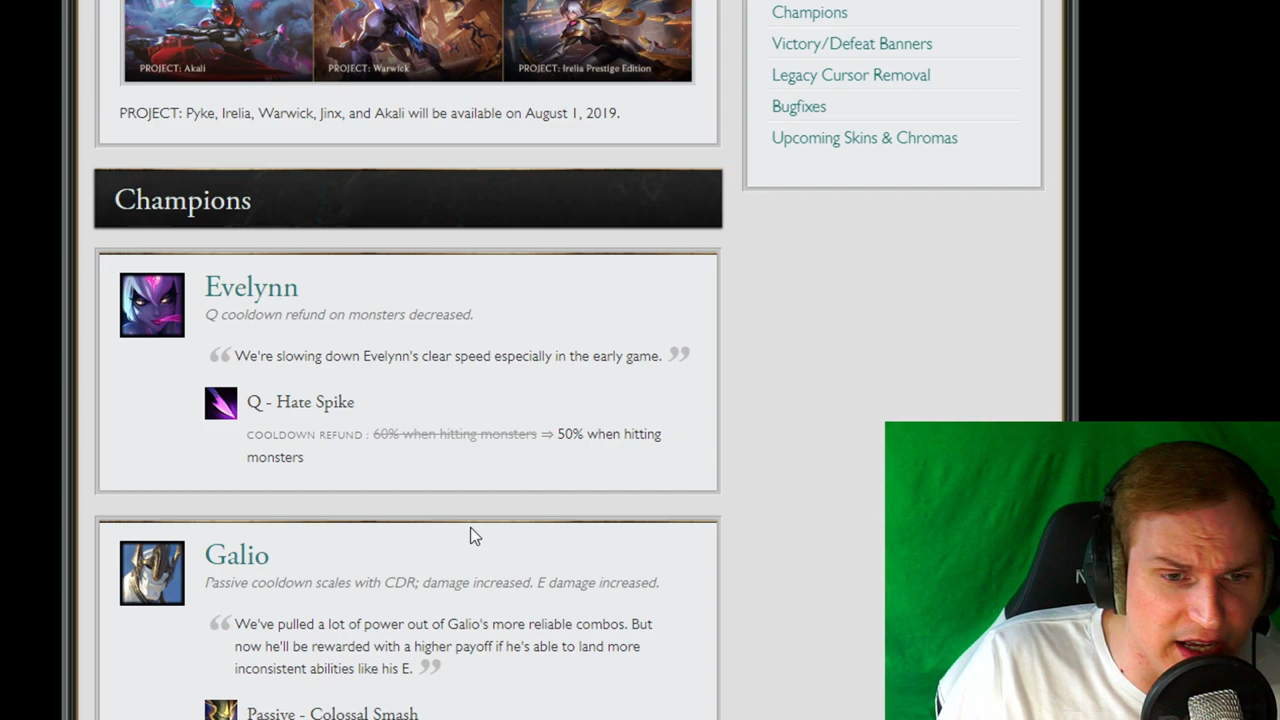 PROJECT: Akali
PROJECT: Warwick
PROJECT: Irelia Prestige Edition
PROJECT: Pyke, Irelia, Warwick, Jinx, and Akali will be available on August 1, 2019.
Champions
Victory/Defeat Banners
Legacy Cursor Removal
Bugfixes
Upcoming Skins & Chromas
Champions
Evelynn
Q cooldown refund on monsters decreased.
“ We're slowing down Evelynn's clear speed especially in the early game. ”
Q - Hate Spike
COOLDOWN REFUND : 60% when hitting monsters ⇒ 50% when hitting
monsters
Galio
Passive cooldown scales with CDR; damage increased. E damage increased.
“ We've pulled a lot of power out of Galio's more reliable combos. But
now he'll be rewarded with a higher payoff if he's able to land more
inconsistent abilities like his E. ”
Passive - Colossal Smash